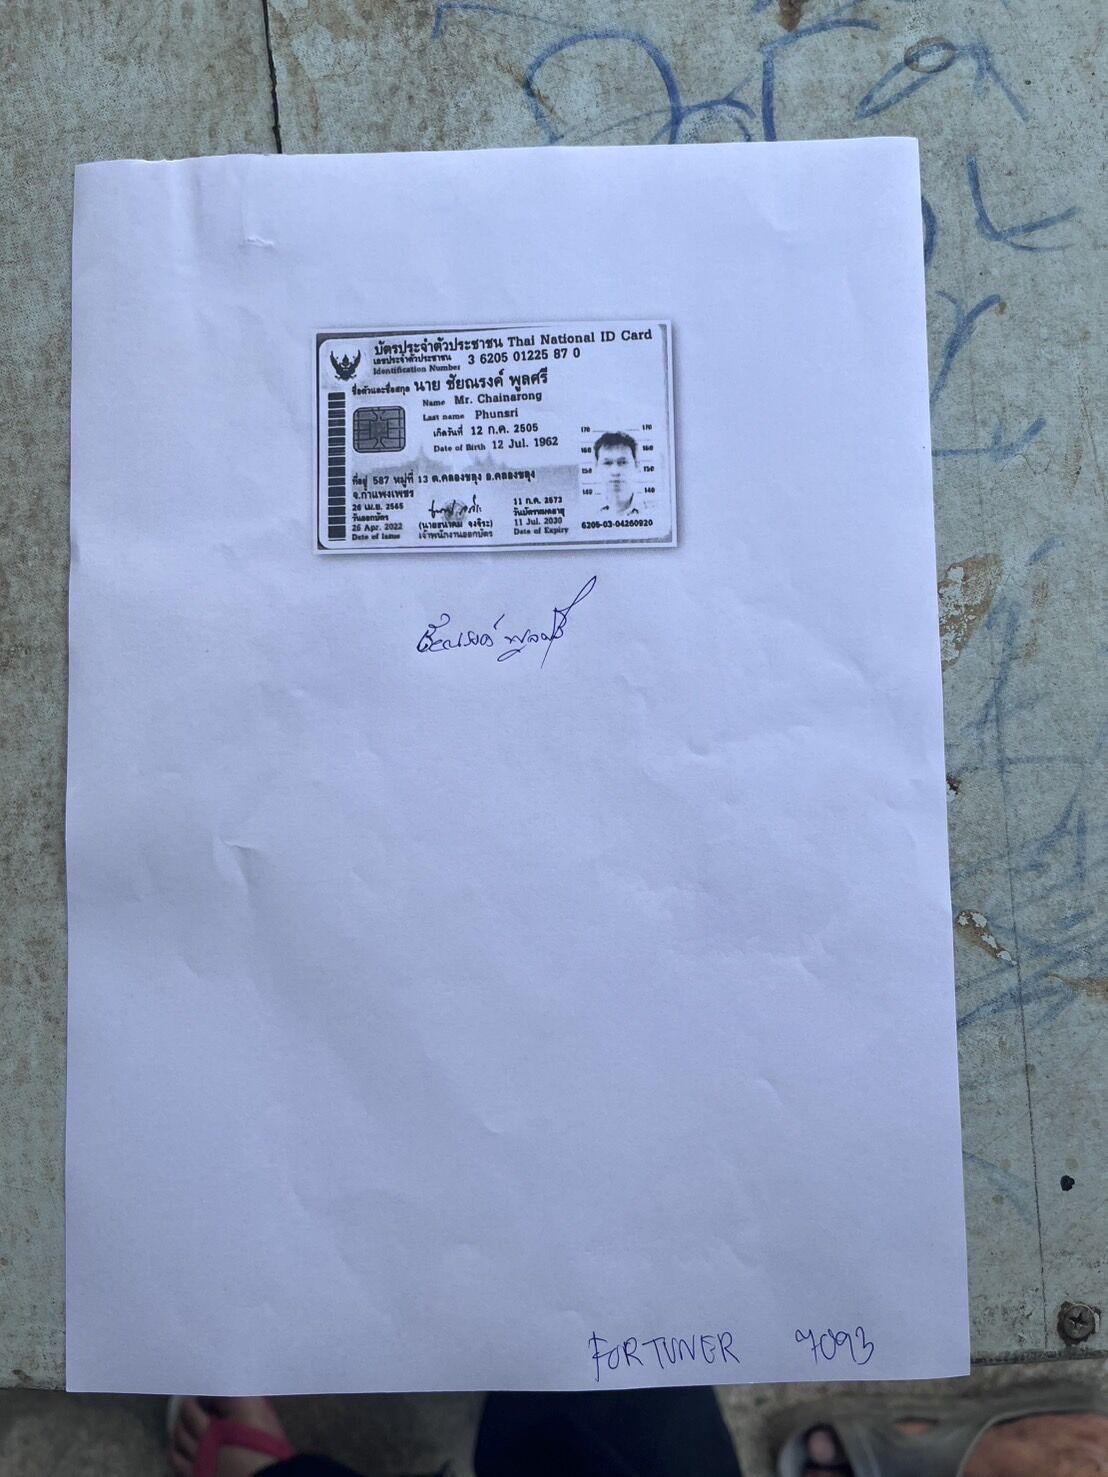 บัตรประจำตัวประชาชน Thai National ID Card
เลขประจำตัวประชาชน 3 6205 01225 87 0
Identification Number
ชื่อตัวและชื่อสกุล นาย ชัยณรงค์ พูลศรี
Name Mr. Chainarong
Last name Phunsri
เกิดวันที่ 12 ก.ค. 2505
Date of Birth 12 Jul. 1962
ที่อยู่ 587 หมู่ที่ 13 ต.คลองขลุง อ.คลองขลุง
จ.กำแพงเพชร
26 เม.ย. 2565
วันออกบัตร
26 Apr. 2022
Date of Issue
เจ้าพนักงานออกบัตร
11 ก.ค. 2573
วันบัตรหมดอายุ
11 Jul. 2030
Date of Expiry
170 170
160 160
150 150
140 140
6205-03-04260920
ชัยณรงค์ พูลศรี
FORTUNER 7093